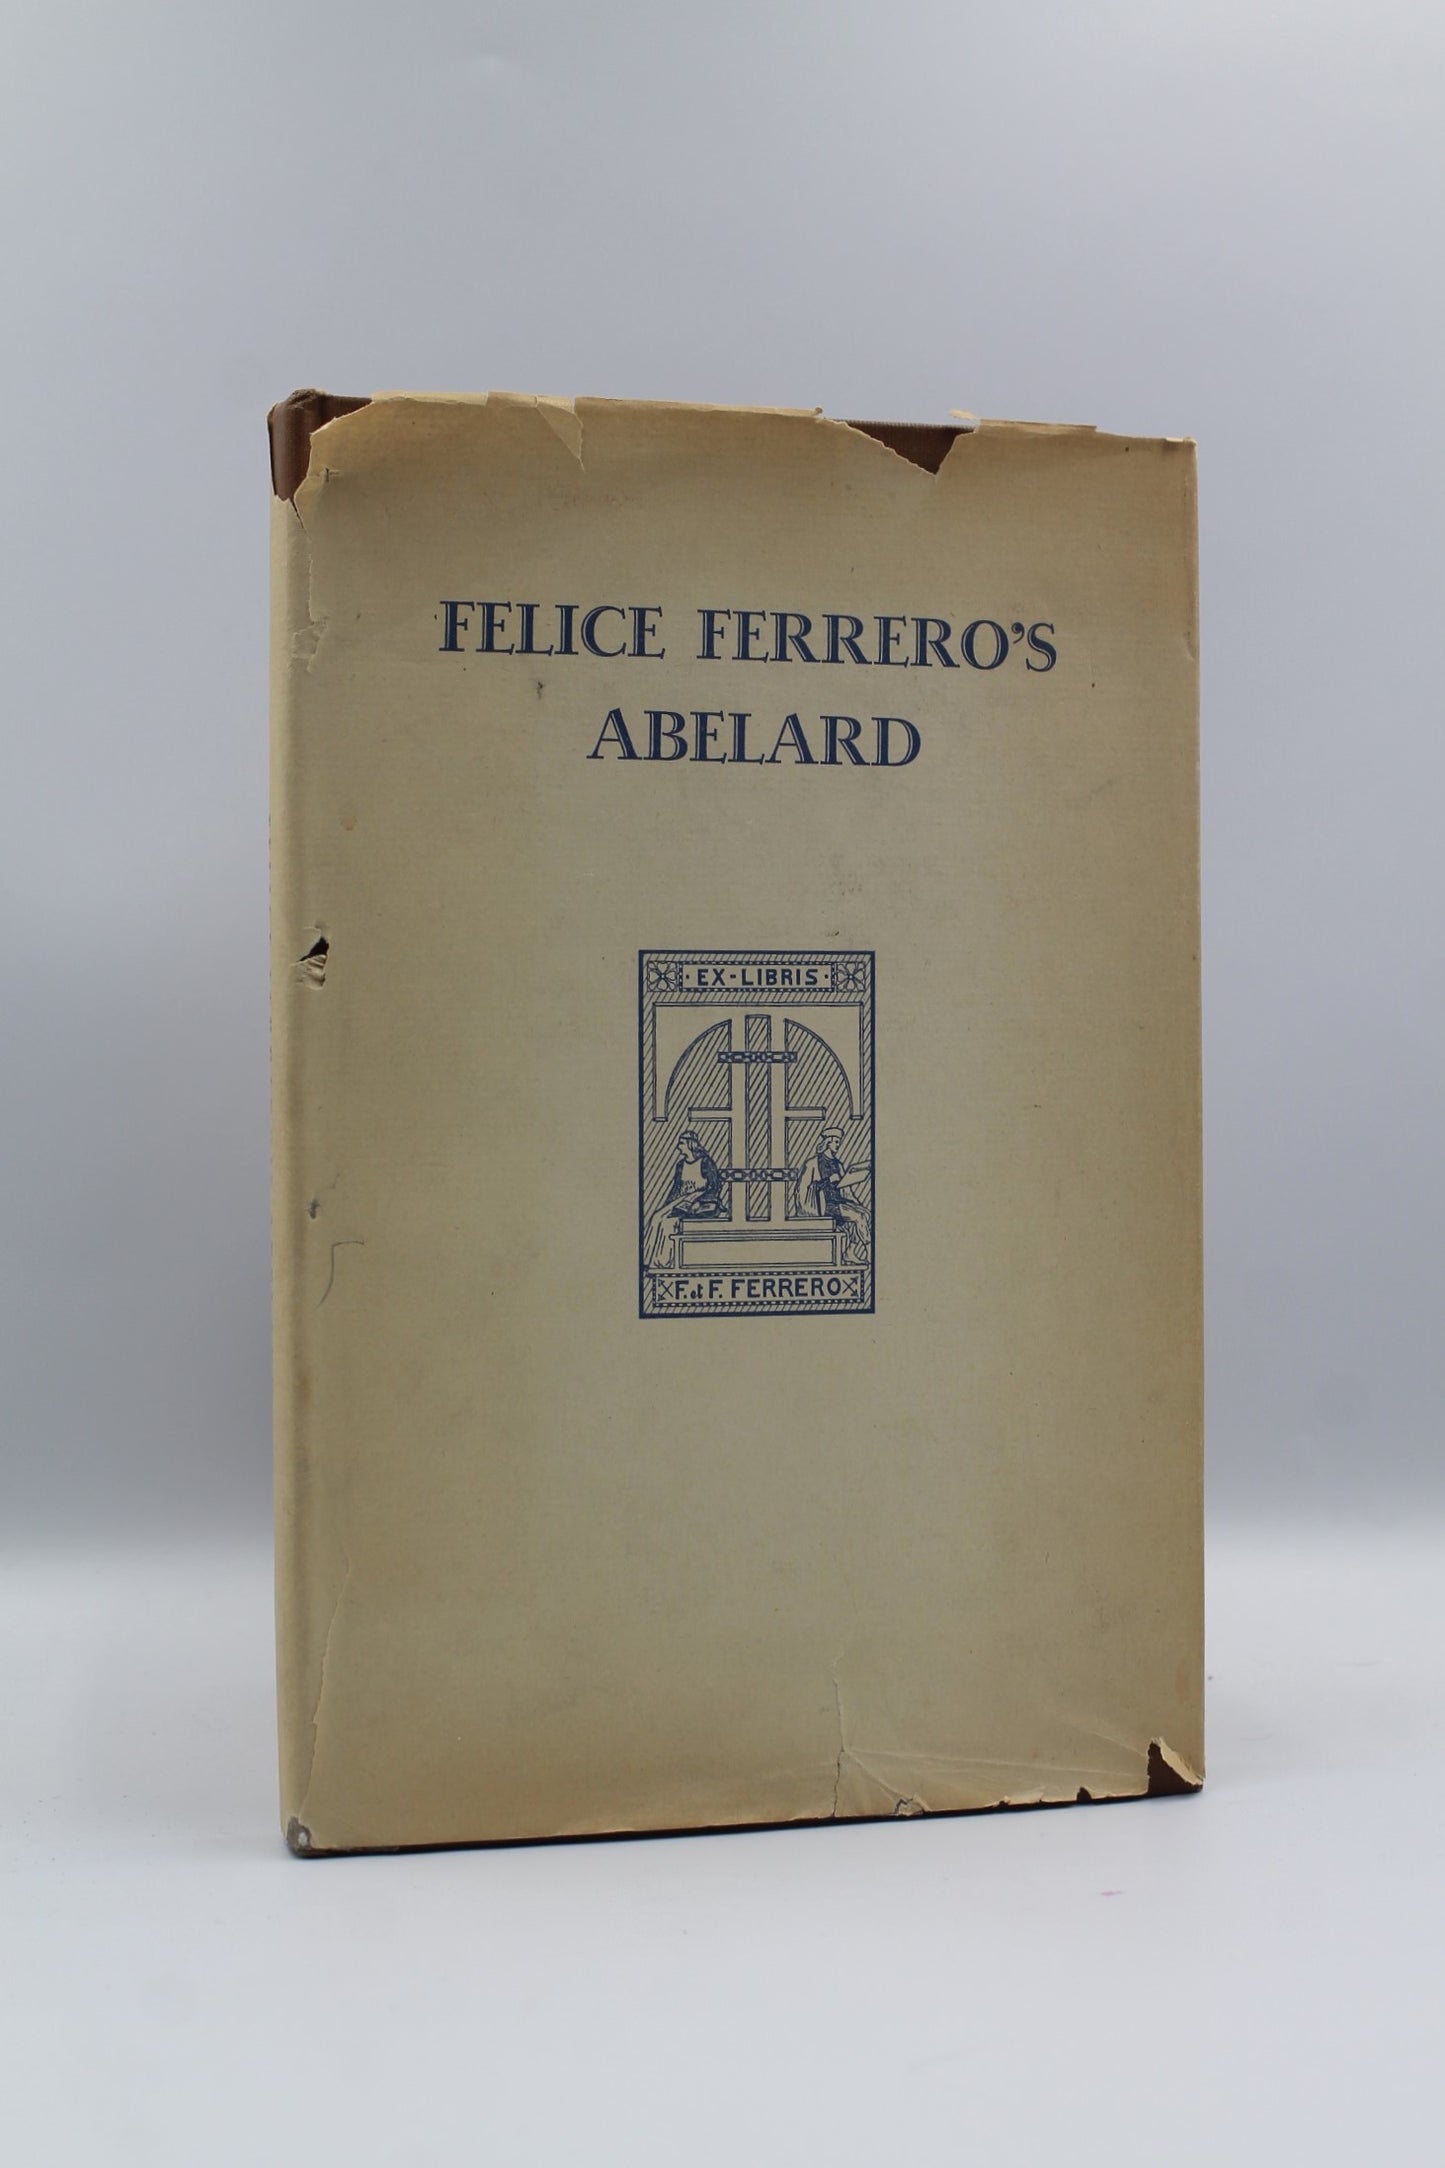 FELICE FERRERO'S
ABELARD
· EX-LIBRIS ·
F. et F. FERRERO